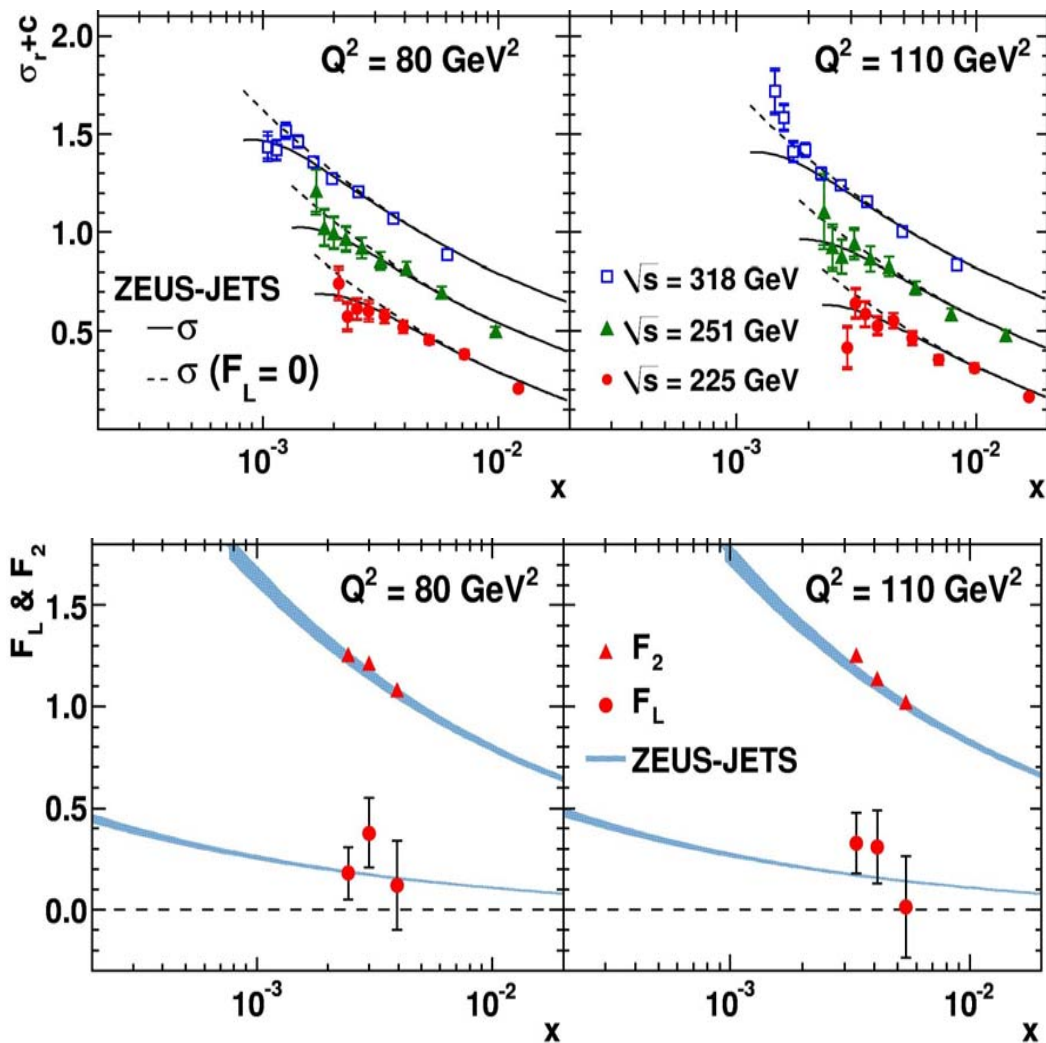 σr+c
2.0
1.5
1.0
0.5
Q² = 80 GeV²
ZEUS-JETS
— σ
-- σ (FL = 0)
10⁻³ 10⁻²
x
Q² = 110 GeV²
√s = 318 GeV
√s = 251 GeV
√s = 225 GeV
10⁻³ 10⁻²
x
FL & F2
1.5
1.0
0.5
0.0
Q² = 80 GeV²
10⁻³ 10⁻²
x
Q² = 110 GeV²
F2
FL
ZEUS-JETS
10⁻³ 10⁻²
x